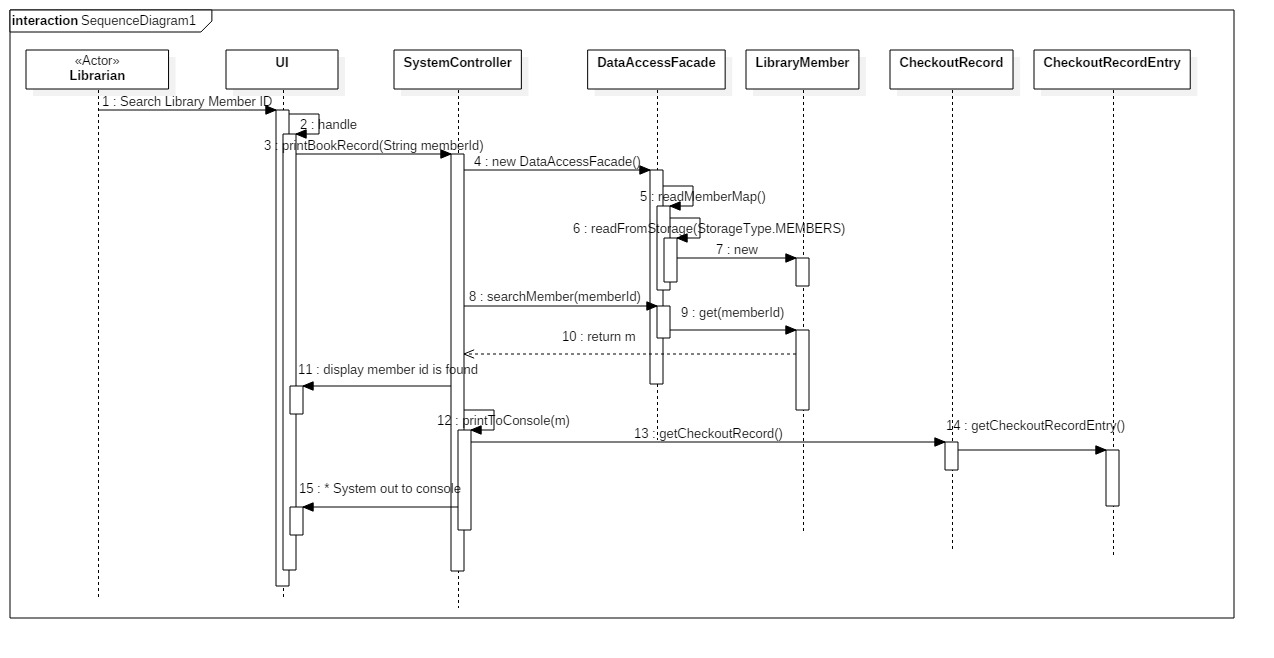 interaction SequenceDiagram1
«Actor»
Librarian
UI
SystemController
DataAccessFacade
LibraryMember
CheckoutRecord
CheckoutRecordEntry
1 : Search Library Member ID
2 : handle
3 : printBookRecord(String memberId)
4 : new DataAccessFacade()
5 : readMemberMap()
6 : readFromStorage(StorageType.MEMBERS)
7 : new
8 : searchMember(memberId)
9 : get(memberId)
10 : return m
11 : display member id is found
12 : printToConsole(m)
13 : getCheckoutRecord()
14 : getCheckoutRecordEntry()
15 : * System out to console